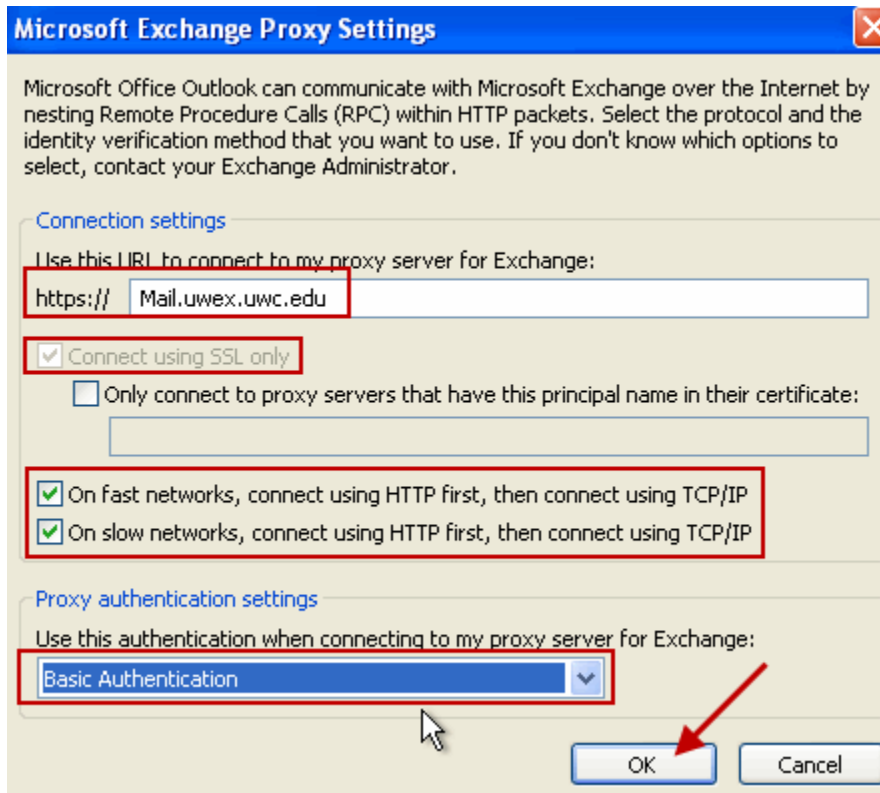 Microsoft Exchange Proxy Settings
Microsoft Office Outlook can communicate with Microsoft Exchange over the Internet by
nesting Remote Procedure Calls (RPC) within HTTP packets. Select the protocol and the
identity verification method that you want to use. If you don't know which options to
select, contact your Exchange Administrator.
Connection settings
Use this URL to connect to my proxy server for Exchange:
https:// Mail.uwex.uwc.edu
Connect using SSL only
Only connect to proxy servers that have this principal name in their certificate:
On fast networks, connect using HTTP first, then connect using TCP/IP
On slow networks, connect using HTTP first, then connect using TCP/IP
Proxy authentication settings
Use this authentication when connecting to my proxy server for Exchange:
Basic Authentication
OK Cancel